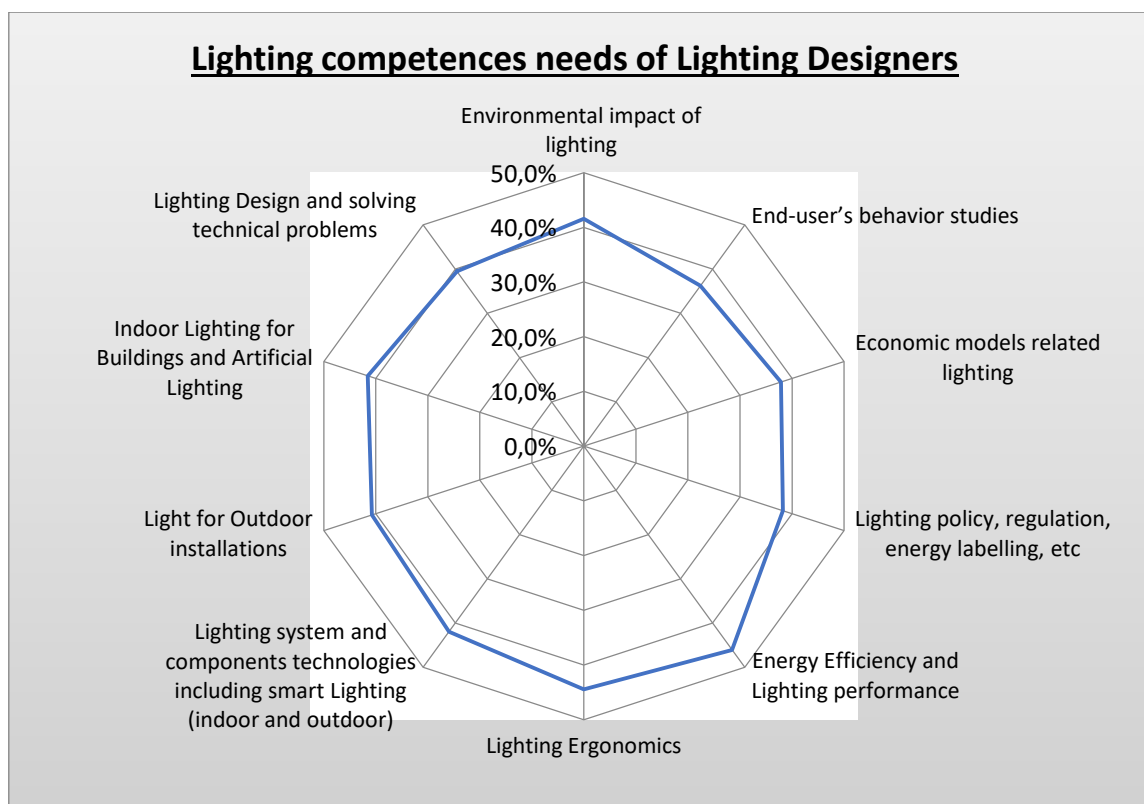 Lighting competences needs of Lighting Designers
Environmental impact of
lighting
50,0%
40,0%
30,0%
20,0%
10,0%
0,0%
End-user’s behavior studies
Economic models related
lighting
Lighting policy, regulation,
energy labelling, etc
Energy Efficiency and
Lighting performance
Lighting Ergonomics
Lighting system and
components technologies
including smart Lighting
(indoor and outdoor)
Light for Outdoor
installations
Indoor Lighting for
Buildings and Artificial
Lighting
Lighting Design and solving
technical problems